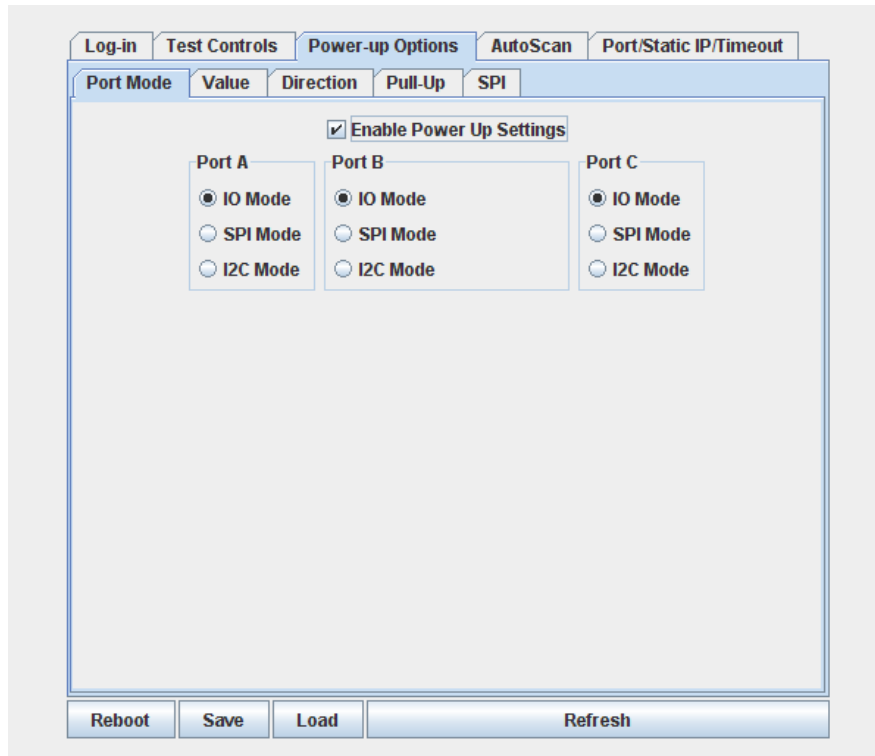 Log-in Test Controls Power-up Options AutoScan Port/Static IP/Timeout
Port Mode Value Direction Pull-Up SPI
Enable Power Up Settings
Port A Port B Port C
IO Mode IO Mode IO Mode
SPI Mode SPI Mode SPI Mode
I2C Mode I2C Mode I2C Mode
Reboot Save Load Refresh